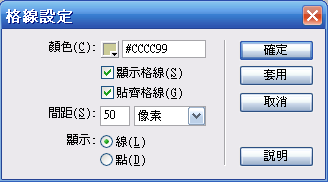 格線設定
顏色(C): #CCCC99
顯示格線(S)
貼齊格線(G)
間距(S): 50 像素
顯示: 線(L)
點(D)
確定
套用
取消
說明